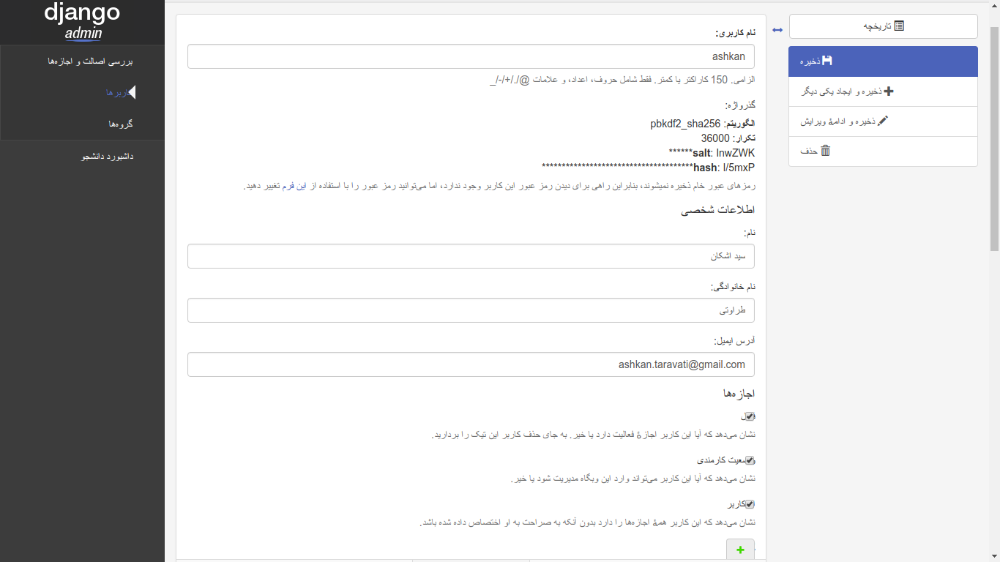 django
admin
بررسی اصالت و اجازه‌ها
گروه‌ها
داشبورد دانشجو
نام کاربری:
ashkan
الزامی. 150 کاراکتر یا کمتر. فقط شامل حروف، اعداد، و علامات @/./+/-/_
گذرواژه:
الگوریتم: pbkdf2_sha256
تکرار: 36000
salt: InwZWK******
hash: l/5mxP**************************************
رمزهای عبور خام ذخیره نمیشوند، بنابراین راهی برای دیدن رمز عبور این کاربر وجود ندارد، اما می‌توانید رمز عبور را با استفاده از این فرم تغییر دهید.
اطلاعات شخصی
نام:
سید اشکان
نام خانوادگی:
طراوتی
آدرس ایمیل:
ashkan.taravati@gmail.com
اجازه‌ها
نشان می‌دهد که آیا این کاربر اجازهٔ فعالیت دارد یا خیر. به جای حذف کاربر این تیک را بردارید.
وضعیت کارمندی
نشان می‌دهد که آیا این کاربر می‌تواند وارد این وبگاه مدیریت شود یا خیر.
کاربر
نشان می‌دهد که این کاربر همهٔ اجازه‌ها را دارد بدون آنکه به صراحت به او اختصاص داده شده باشد.
تاریخچه
ذخیره
ذخیره و ایجاد یکی دیگر
ذخیره و ادامهٔ ویرایش
حذف